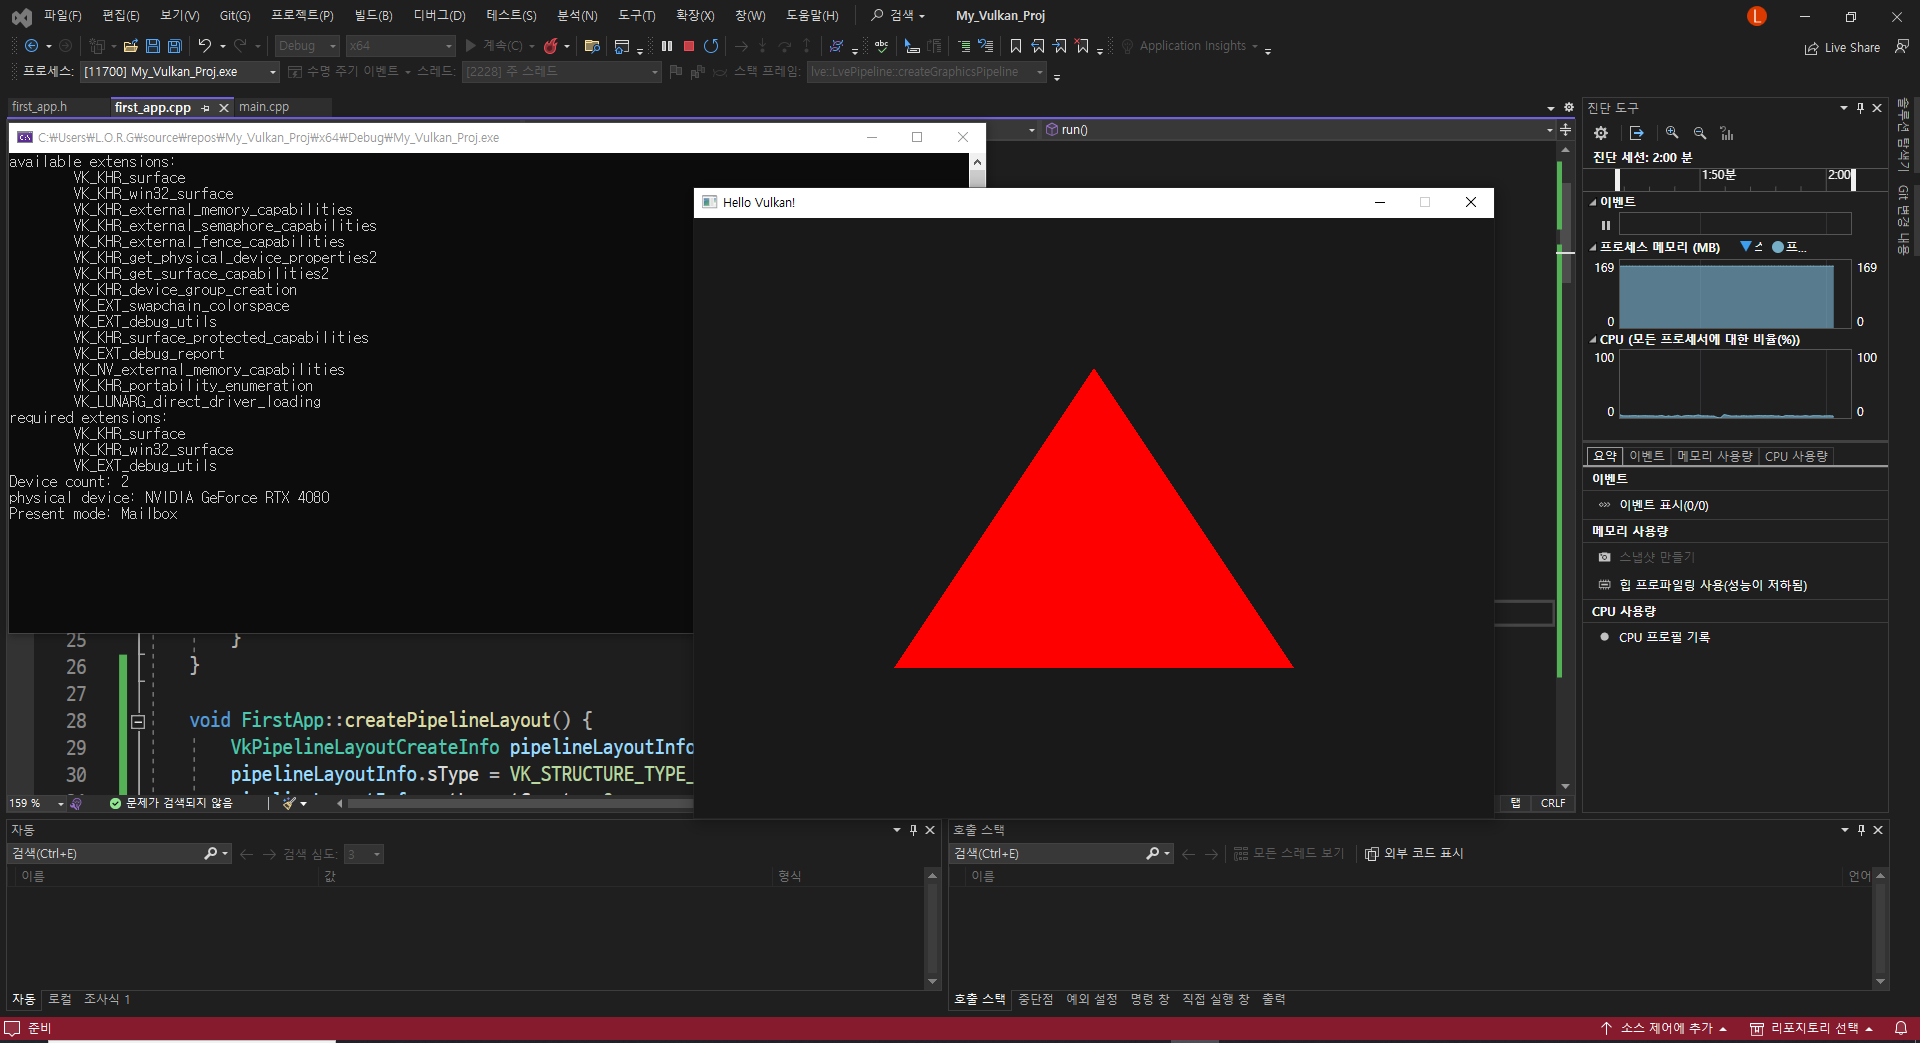 파일(F) 편집(E) 보기(V) Git(G) 프로젝트(P) 빌드(B) 디버그(D) 테스트(S) 분석(N) 도구(T) 확장(X) 창(W) 도움말(H) 검색 My_Vulkan_Proj L
Debug x64 계속(C) Application Insights Live Share
프로세스: [11700] My_Vulkan_Proj.exe 수명 주기 이벤트 스레드: [2228] 주 스레드 스택 프레임: lve::LvePipeline::createGraphicsPipeline
first_app.h first_app.cpp main.cpp
run()
C:\Users\L.O.R.G\source\repos\My_Vulkan_Proj\x64\Debug\My_Vulkan_Proj.exe
available extensions:
VK_KHR_surface
VK_KHR_win32_surface
VK_KHR_external_memory_capabilities
VK_KHR_external_semaphore_capabilities
VK_KHR_external_fence_capabilities
VK_KHR_get_physical_device_properties2
VK_KHR_get_surface_capabilities2
VK_KHR_device_group_creation
VK_EXT_swapchain_colorspace
VK_EXT_debug_utils
VK_KHR_surface_protected_capabilities
VK_EXT_debug_report
VK_NV_external_memory_capabilities
VK_KHR_portability_enumeration
VK_LUNARG_direct_driver_loading
required extensions:
VK_KHR_surface
VK_KHR_win32_surface
VK_EXT_debug_utils
Device count: 2
physical device: NVIDIA GeForce RTX 4080
Present mode: Mailbox
Hello Vulkan!
25 }
26 }
27
28 void FirstApp::createPipelineLayout() {
29 VkPipelineLayoutCreateInfo pipelineLayoutInfo
30 pipelineLayoutInfo.sType = VK_STRUCTURE_TYPE_
159 % 문제가 검색되지 않음 탭 CRLF
진단 도구
진단 세션: 2:00 분
1:50분 2:00
이벤트
프로세스 메모리 (MB) 스 프...
169 169
0 0
CPU (모든 프로세서에 대한 비율(%))
100 100
0 0
요약 이벤트 메모리 사용량 CPU 사용량
이벤트
이벤트 표시(0/0)
메모리 사용량
스냅샷 만들기
힙 프로파일링 사용(성능이 저하됨)
CPU 사용량
CPU 프로필 기록
솔루션 탐색기
Git 변경 내용
자동
검색(Ctrl+E) 검색 심도: 3
이름 값 형식
자동 로컬 조사식 1
호출 스택
검색(Ctrl+E) 모든 스레드 보기 외부 코드 표시
이름 언어
호출 스택 중단점 예외 설정 명령 창 직접 실행 창 출력
준비 소스 제어에 추가 리포지토리 선택